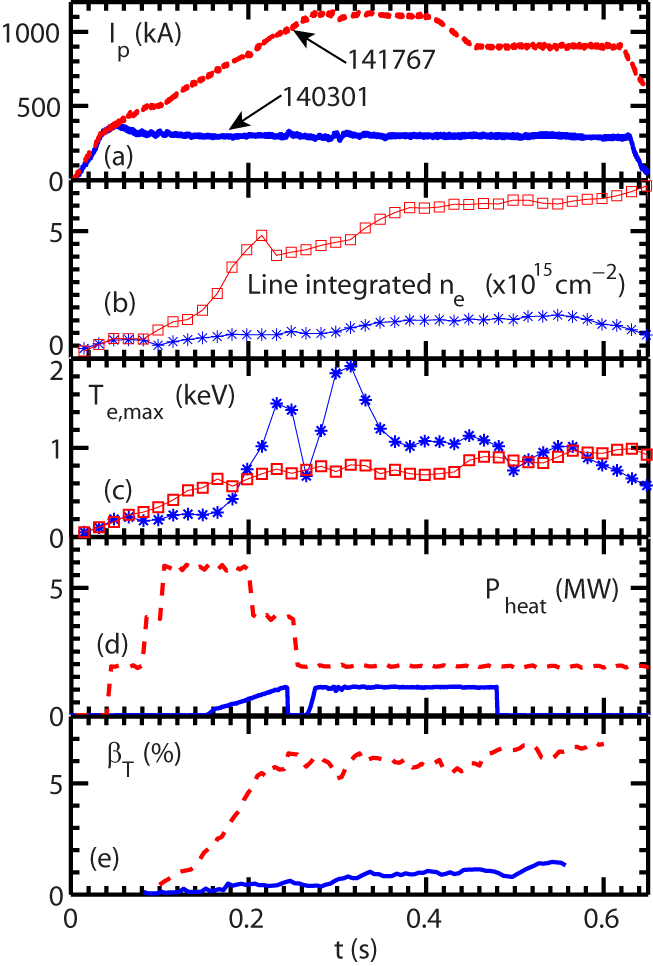 1000
I_p (kA)
141767
500
140301
(a)
0
5
Line integrated n_e (x10^15 cm^−2)
(b)
0
2
T_e,max (keV)
1
(c)
0
5
P_heat (MW)
(d)
0
β_T (%)
5
(e)
0
0 0.2 0.4 0.6
t (s)